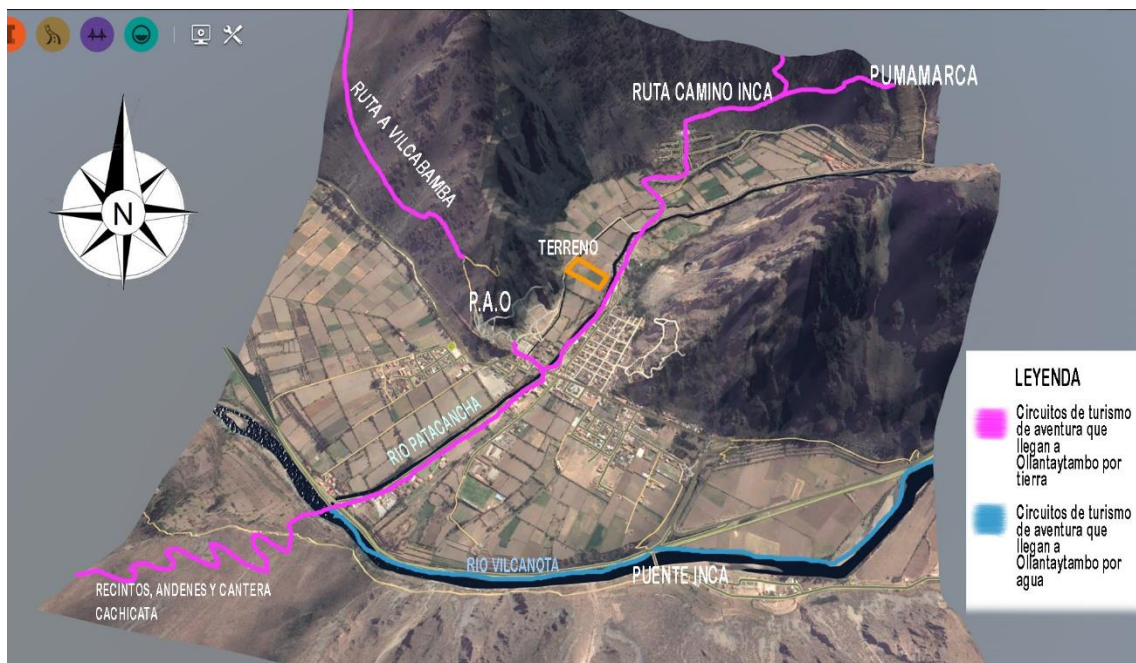 PUMAMARCA
RUTA CAMINO INCA
RUTA A VILCABAMBA
N
TERRENO
P.A.O
RIO PATACANCHA
RIO VILCANOTA
PUENTE INCA
RECINTOS, ANDENES Y CANTERA
CACHICATA
LEYENDA
Circuitos de turismo
de aventura que
llegan a
Ollantaytambo por
tierra
Circuitos de turismo
de aventura que
llegan a
Ollantaytambo por
agua